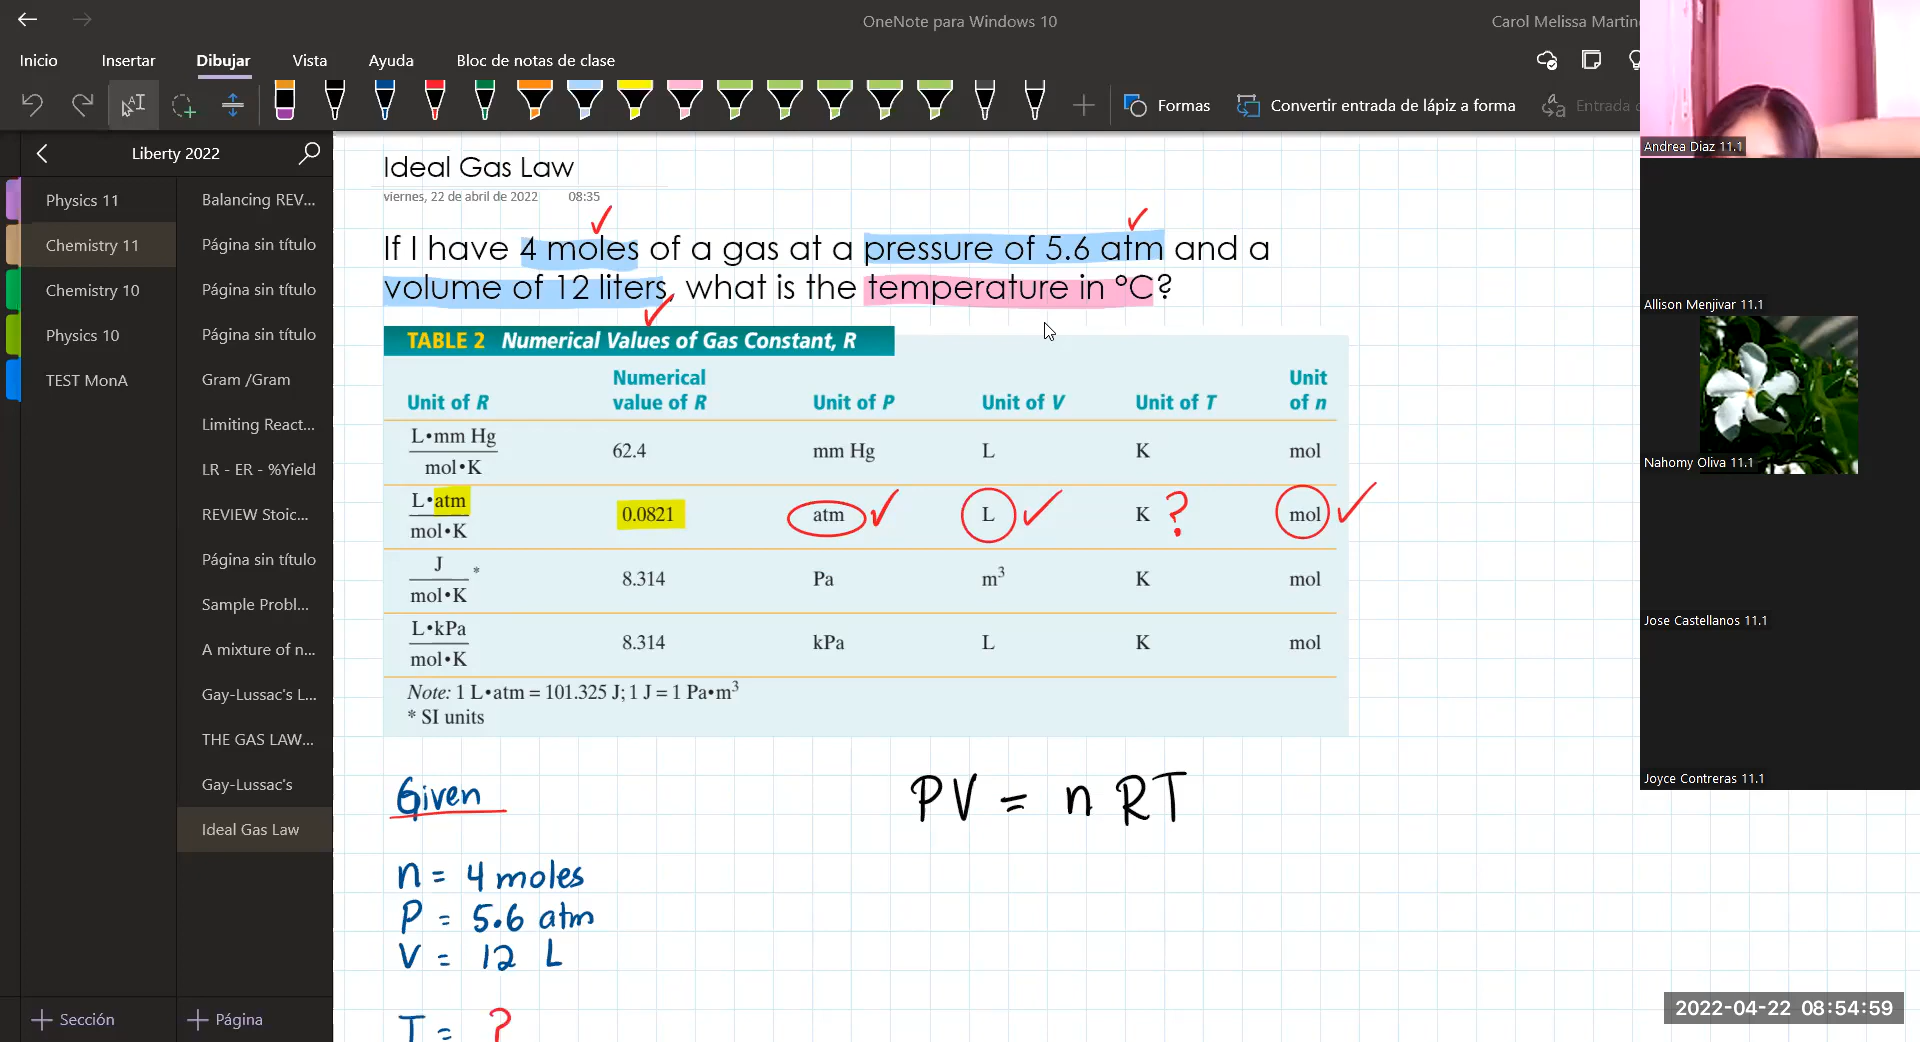 OneNote para Windows 10
Carol Melissa Martin
Inicio
Insertar
Dibujar
Vista
Ayuda
Bloc de notas de clase
Formas
Convertir entrada de lápiz a forma
Entrada
Liberty 2022
Physics 11
Chemistry 11
Chemistry 10
Physics 10
TEST MonA
Sección
Balancing REV...
Página sin título
Página sin título
Página sin título
Gram /Gram
Limiting React...
LR - ER - %Yield
REVIEW Stoic...
Página sin título
Sample Probl...
A mixture of n...
Gay-Lussac's L...
THE GAS LAW...
Gay-Lussac's
Ideal Gas Law
Página
Ideal Gas Law
viernes, 22 de abril de 2022 08:35
If I have 4 moles of a gas at a pressure of 5.6 atm and a
volume of 12 liters, what is the temperature in °C?
TABLE 2 Numerical Values of Gas Constant, R
Unit of R Numerical value of R Unit of P Unit of V Unit of T Unit of n
L•mm Hg / mol•K 62.4 mm Hg L K mol
L•atm / mol•K 0.0821 atm L K ? mol
J / mol•K * 8.314 Pa m³ K mol
L•kPa / mol•K 8.314 kPa L K mol
Note: 1 L•atm = 101.325 J; 1 J = 1 Pa•m³
* SI units
Given
PV = nRT
n = 4 moles
P = 5.6 atm
V = 12 L
T = ?
Andrea Diaz 11.1
Allison Menjivar 11.1
Nahomy Oliva 11.1
Jose Castellanos 11.1
Joyce Contreras 11.1
2022-04-22 08:54:59